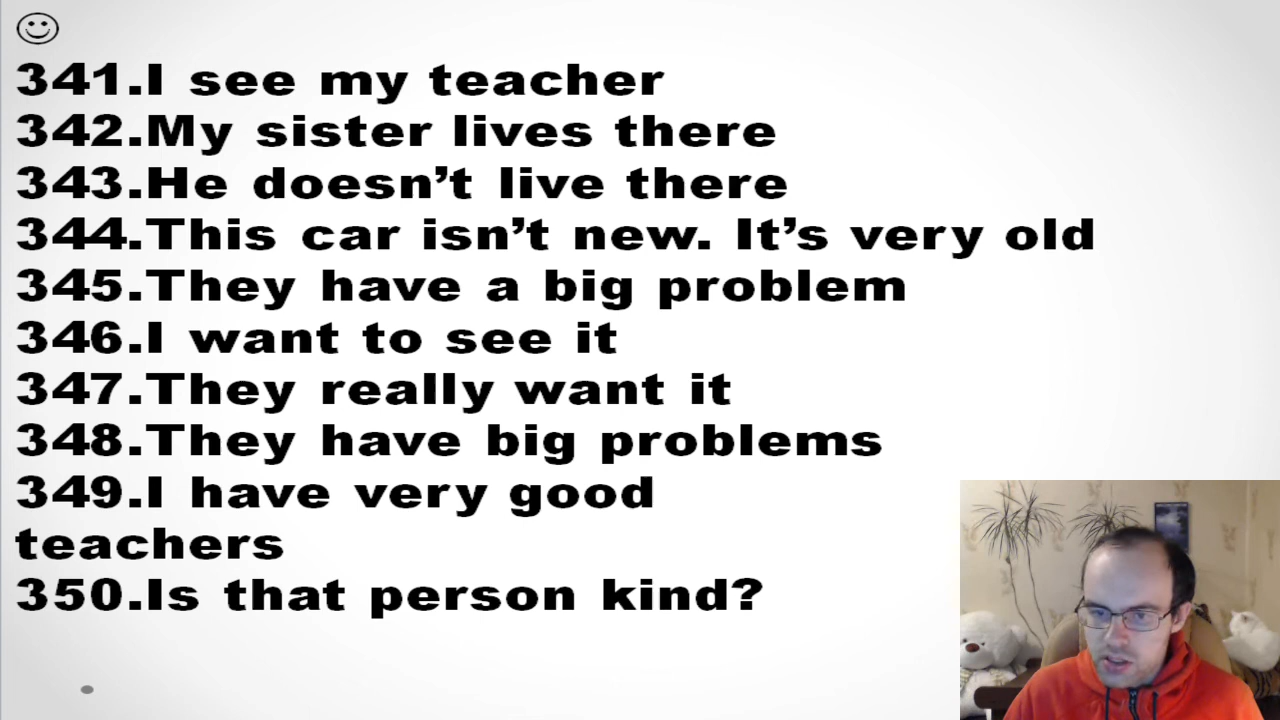 341.I see my teacher
342.My sister lives there
343.He doesn’t live there
344.This car isn’t new. It’s very old
345.They have a big problem
346.I want to see it
347.They really want it
348.They have big problems
349.I have very good
teachers
350.Is that person kind?